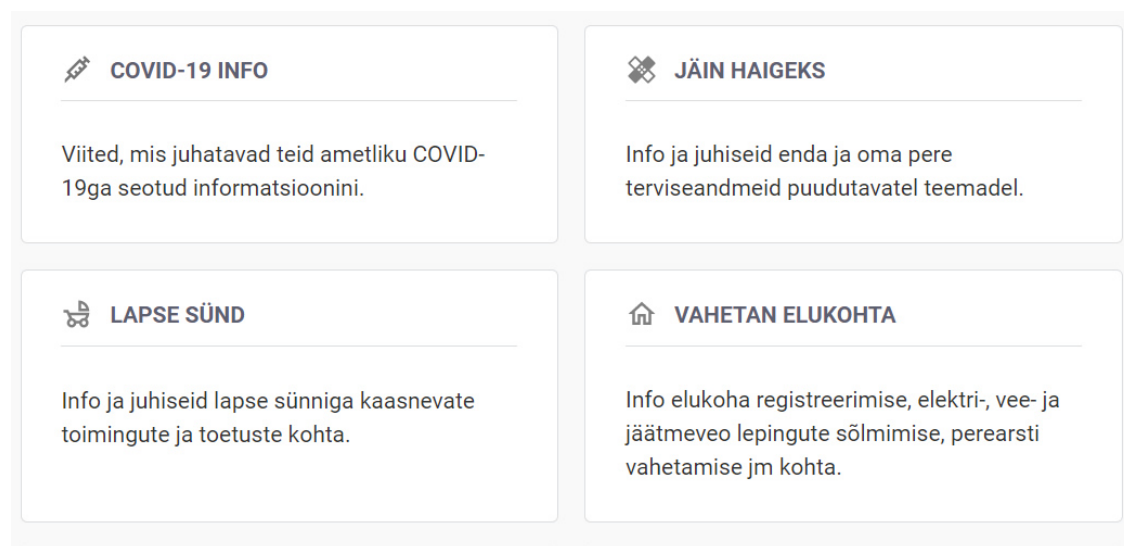 COVID-19 INFO
Viited, mis juhatavad teid ametliku COVID-
19ga seotud informatsioonini.
JÄIN HAIGEKS
Info ja juhiseid enda ja oma pere
terviseandmeid puudutavatel teemadel.
LAPSE SÜND
Info ja juhiseid lapse sünniga kaasnevate
toimingute ja toetuste kohta.
VAHETAN ELUKOHTA
Info elukoha registreerimise, elektri-, vee- ja
jäätmeveo lepingute sõlmimise, perearsti
vahetamise jm kohta.